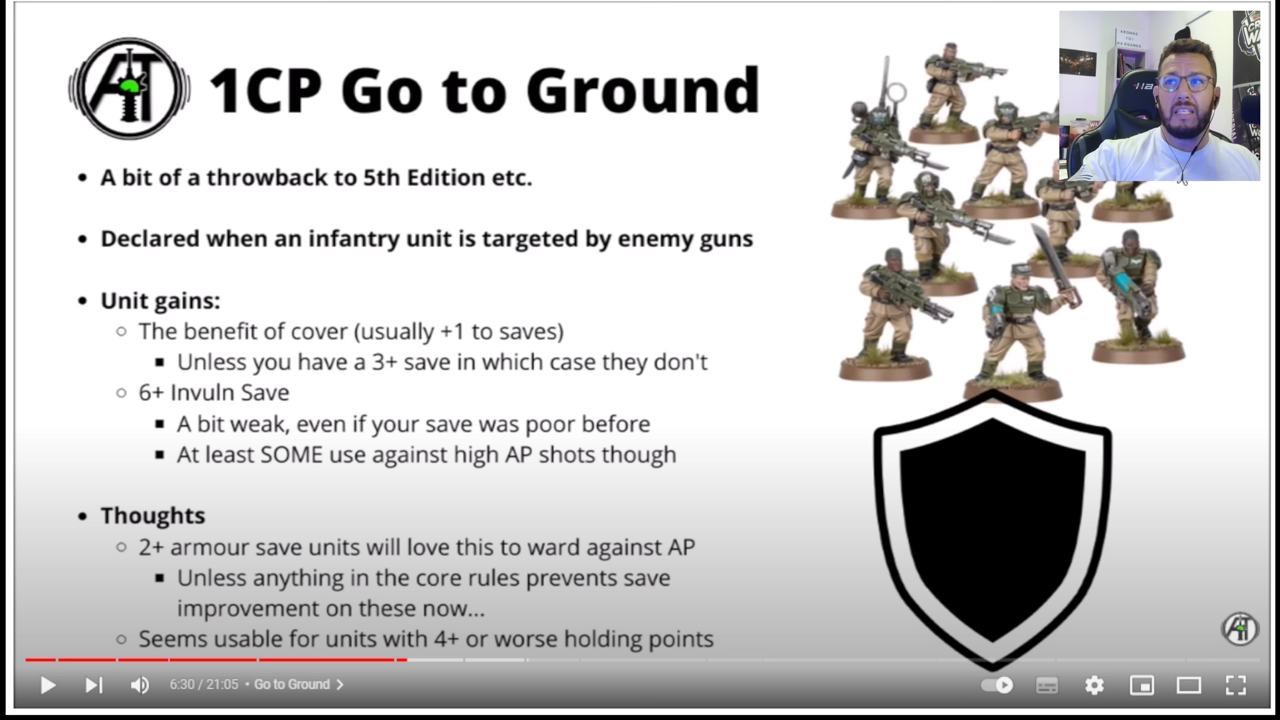 AT
1CP Go to Ground
• A bit of a throwback to 5th Edition etc.
• Declared when an infantry unit is targeted by enemy guns
• Unit gains:
○ The benefit of cover (usually +1 to saves)
■ Unless you have a 3+ save in which case they don't
○ 6+ Invuln Save
■ A bit weak, even if your save was poor before
■ At least SOME use against high AP shots though
• Thoughts
○ 2+ armour save units will love this to ward against AP
■ Unless anything in the core rules prevents save
improvement on these now...
○ Seems usable for units with 4+ or worse holding points
AT
6:30 / 21:05 • Go to Ground >